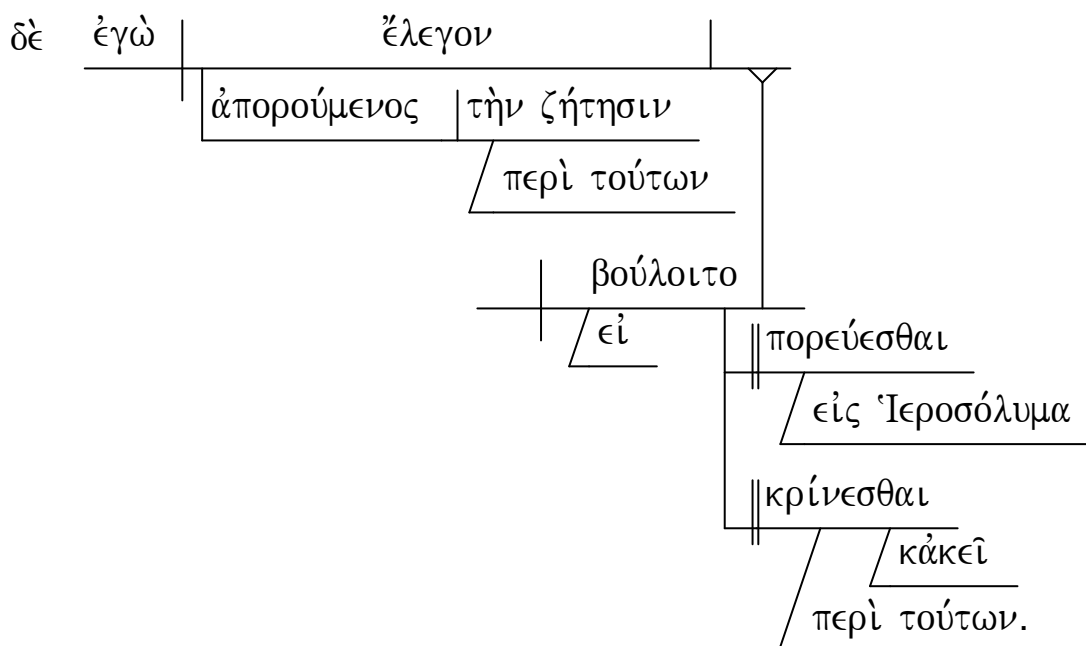 δὲ ἐγὼ ἔλεγον
ἀπορούμενος τὴν ζήτησιν
περὶ τούτων
βούλοιτο
εἰ
πορεύεσθαι
εἰς Ἱεροσόλυμα
κρίνεσθαι
κἀκεῖ
περὶ τούτων.